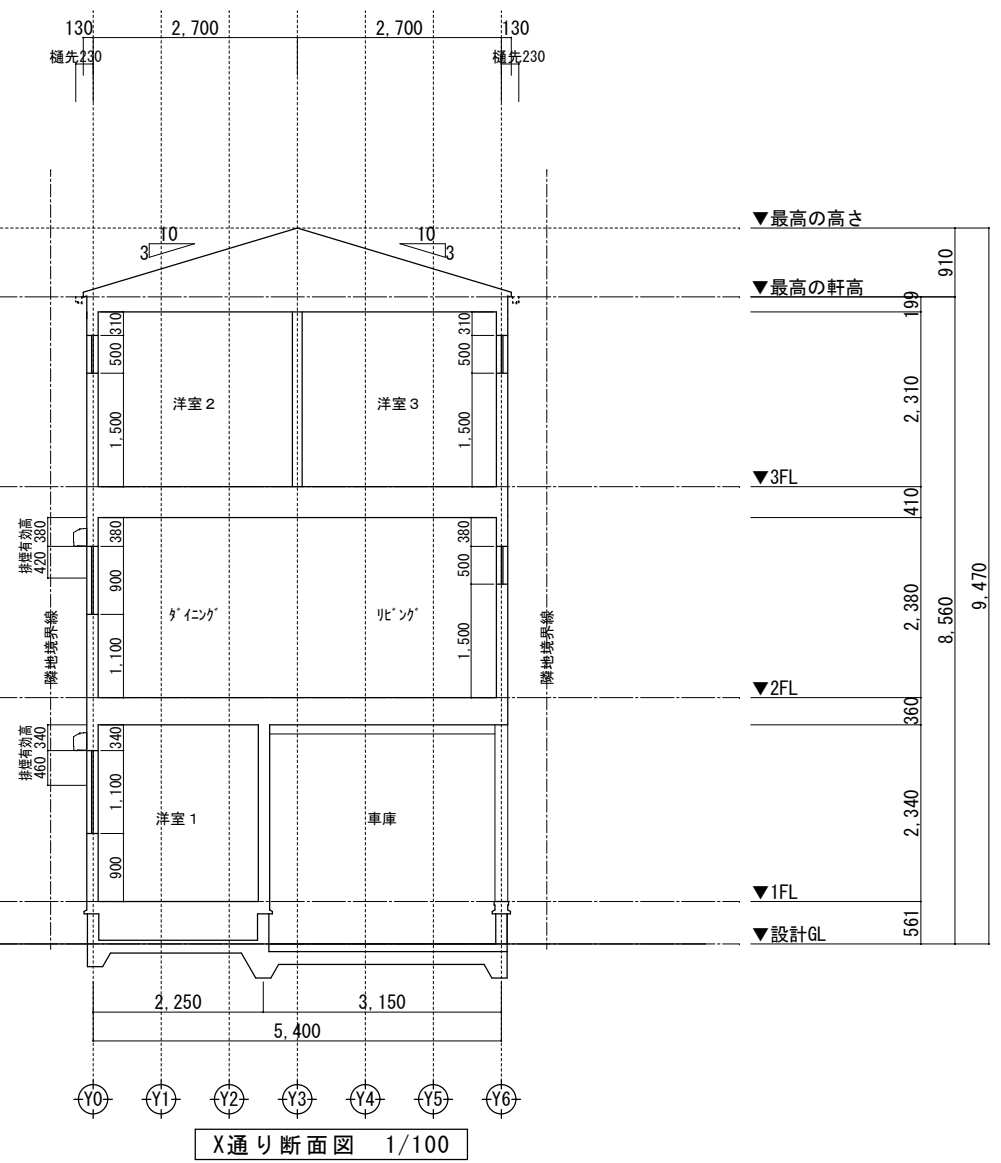 130 2,700 2,700 130
樋先230 樋先230
▼最高の高さ
10 10
3 3
910
▼最高の軒高
199
310 310
500 500
洋室2 洋室3
2,310
1,500 1,500
▼3FL
410
排煙有効高
420 380
380 380
900 500
9,470
ﾀﾞｲﾆﾝｸﾞ ﾘﾋﾞﾝｸﾞ
2,380
8,560
隣地境界線 隣地境界線
1,100 1,500
▼2FL
360
排煙有効高
460 340
340
1,100
洋室1 車庫
2,340
900
▼1FL
561
▼設計GL
2,250 3,150
5,400
Y0 Y1 Y2 Y3 Y4 Y5 Y6
X通り断面図 1/100